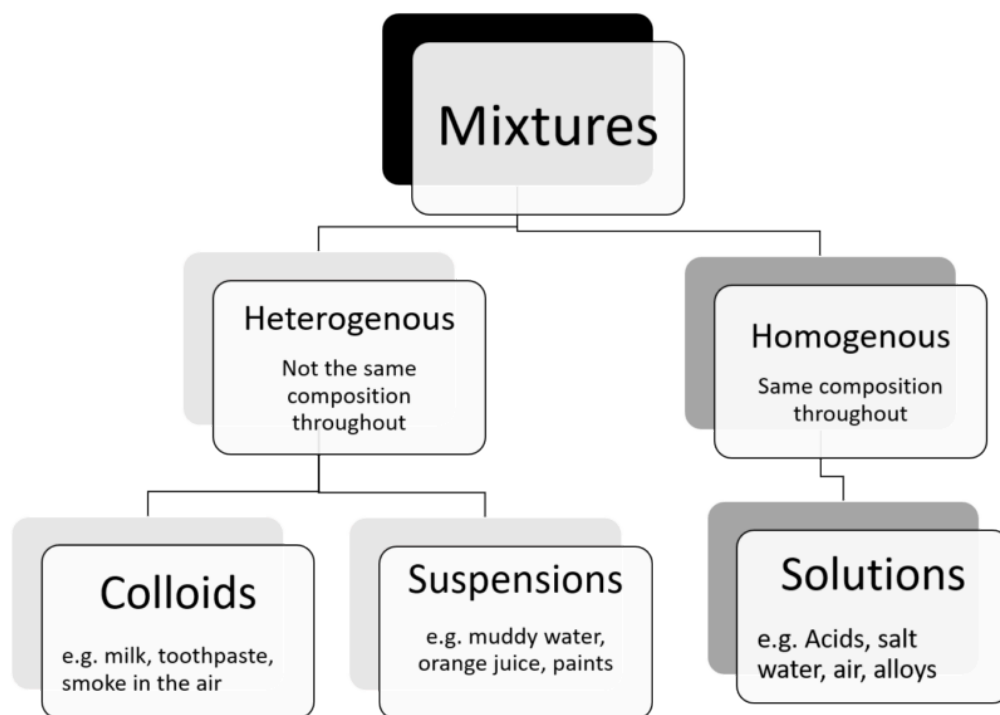 Mixtures
Heterogenous
Not the same
composition
throughout
Homogenous
Same composition
throughout
Colloids
e.g. milk, toothpaste,
smoke in the air
Suspensions
e.g. muddy water,
orange juice, paints
Solutions
e.g. Acids, salt
water, air, alloys